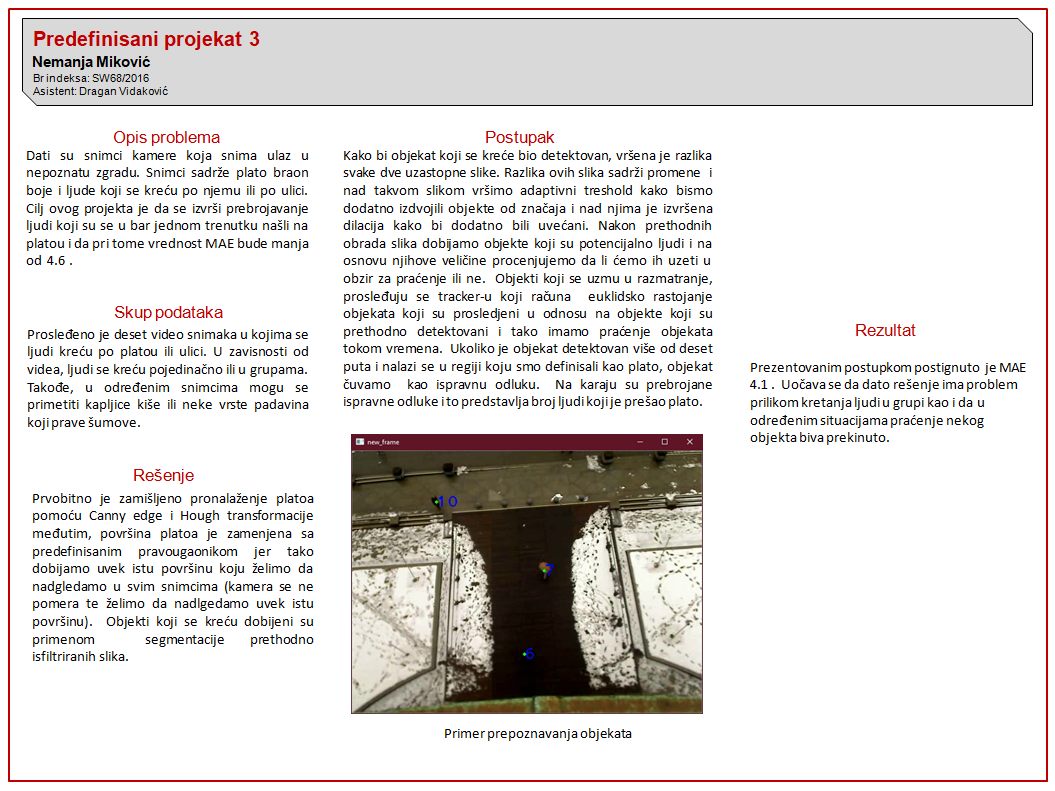 Predefinisani projekat 3
Nemanja Miković
Br indeksa: SW68/2016
Asistent: Dragan Vidaković
Opis problema
Dati su snimci kamere koja snima ulaz u
nepoznatu zgradu. Snimci sadrže plato braon
boje i ljude koji se kreću po njemu ili po ulici.
Cilj ovog projekta je da se izvrši prebrojavanje
ljudi koji su se u bar jednom trenutku našli na
platou i da pri tome vrednost MAE bude manja
od 4.6 .
Skup podataka
Prosleđeno je deset video snimaka u kojima se
ljudi kreću po platou ili ulici. U zavisnosti od
videa, ljudi se kreću pojedinačno ili u grupama.
Takođe, u određenim snimcima mogu se
primetiti kapljice kiše ili neke vrste padavina
koji prave šumove.
Rešenje
Prvobitno je zamišljeno pronalaženje platoa
pomoću Canny edge i Hough transformacije
međutim, površina platoa je zamenjena sa
predefinisanim pravougaonikom jer tako
dobijamo uvek istu površinu koju želimo da
nadgledamo u svim snimcima (kamera se ne
pomera te želimo da nadlgedamo uvek istu
površinu). Objekti koji se kreću dobijeni su
primenom segmentacije prethodno
isfiltriranih slika.
Postupak
Kako bi objekat koji se kreće bio detektovan, vršena je razlika
svake dve uzastopne slike. Razlika ovih slika sadrži promene i
nad takvom slikom vršimo adaptivni treshold kako bismo
dodatno izdvojili objekte od značaja i nad njima je izvršena
dilacija kako bi dodatno bili uvećani. Nakon prethodnih
obrada slika dobijamo objekte koji su potencijalno ljudi i na
osnovu njihove veličine procenjujemo da li ćemo ih uzeti u
obzir za praćenje ili ne. Objekti koji se uzmu u razmatranje,
prosleđuju se tracker-u koji računa euklidsko rastojanje
objekata koji su prosledjeni u odnosu na objekte koji su
prethodno detektovani i tako imamo praćenje objekata
tokom vremena. Ukoliko je objekat detektovan više od deset
puta i nalazi se u regiji koju smo definisali kao plato, objekat
čuvamo kao ispravnu odluku. Na karaju su prebrojane
ispravne odluke i to predstavlja broj ljudi koji je prešao plato.
new_frame
10
7
6
Primer prepoznavanja objekata
Rezultat
Prezentovanim postupkom postignuto je MAE
4.1 . Uočava se da dato rešenje ima problem
prilikom kretanja ljudi u grupi kao i da u
određenim situacijama praćenje nekog
objekta biva prekinuto.